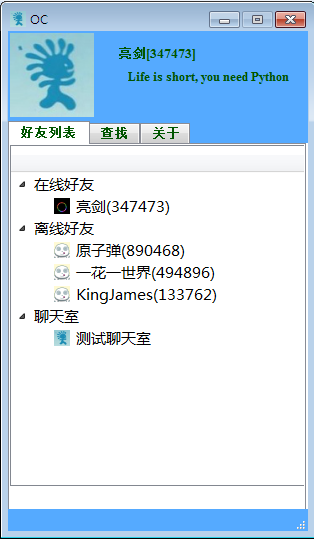 OC
亮剑[347473]
Life is short, you need Python
好友列表 查找 关于
在线好友
亮剑(347473)
离线好友
原子弹(890468)
一花一世界(494896)
KingJames(133762)
聊天室
测试聊天室